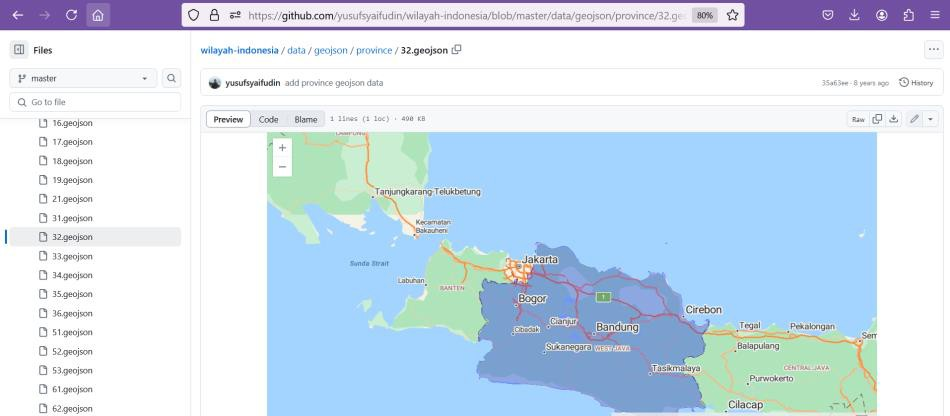 https://github.com/yusufsyaifudin/wilayah-indonesia/blob/master/data/geojson/province/32.ge
80%
Files
wilayah-indonesia / data / geojson / province / 32.geojson
master
yusufsyaifudin add province geojson data
35a63ee · 8 years ago
History
Go to file
Preview
Code
Blame
1 lines (1 loc) · 490 KB
Raw
16.geojson
17.geojson
18.geojson
19.geojson
21.geojson
31.geojson
32.geojson
33.geojson
34.geojson
35.geojson
36.geojson
51.geojson
52.geojson
53.geojson
61.geojson
62.geojson
+
−
LAMPUNG
Tanjungkarang-Telukbetung
Kecamatan
Bakauheni
Sunda Strait
Jakarta
Labuhan
BANTEN
Bogor
1
Cirebon
Cianjur
Cibadak
Bandung
Tegal
Pekalongan
Sem
Sukanegara
WEST JAVA
Balapulang
Tasikmalaya
CENTRAL JAVA
Purwokerto
Cilacap